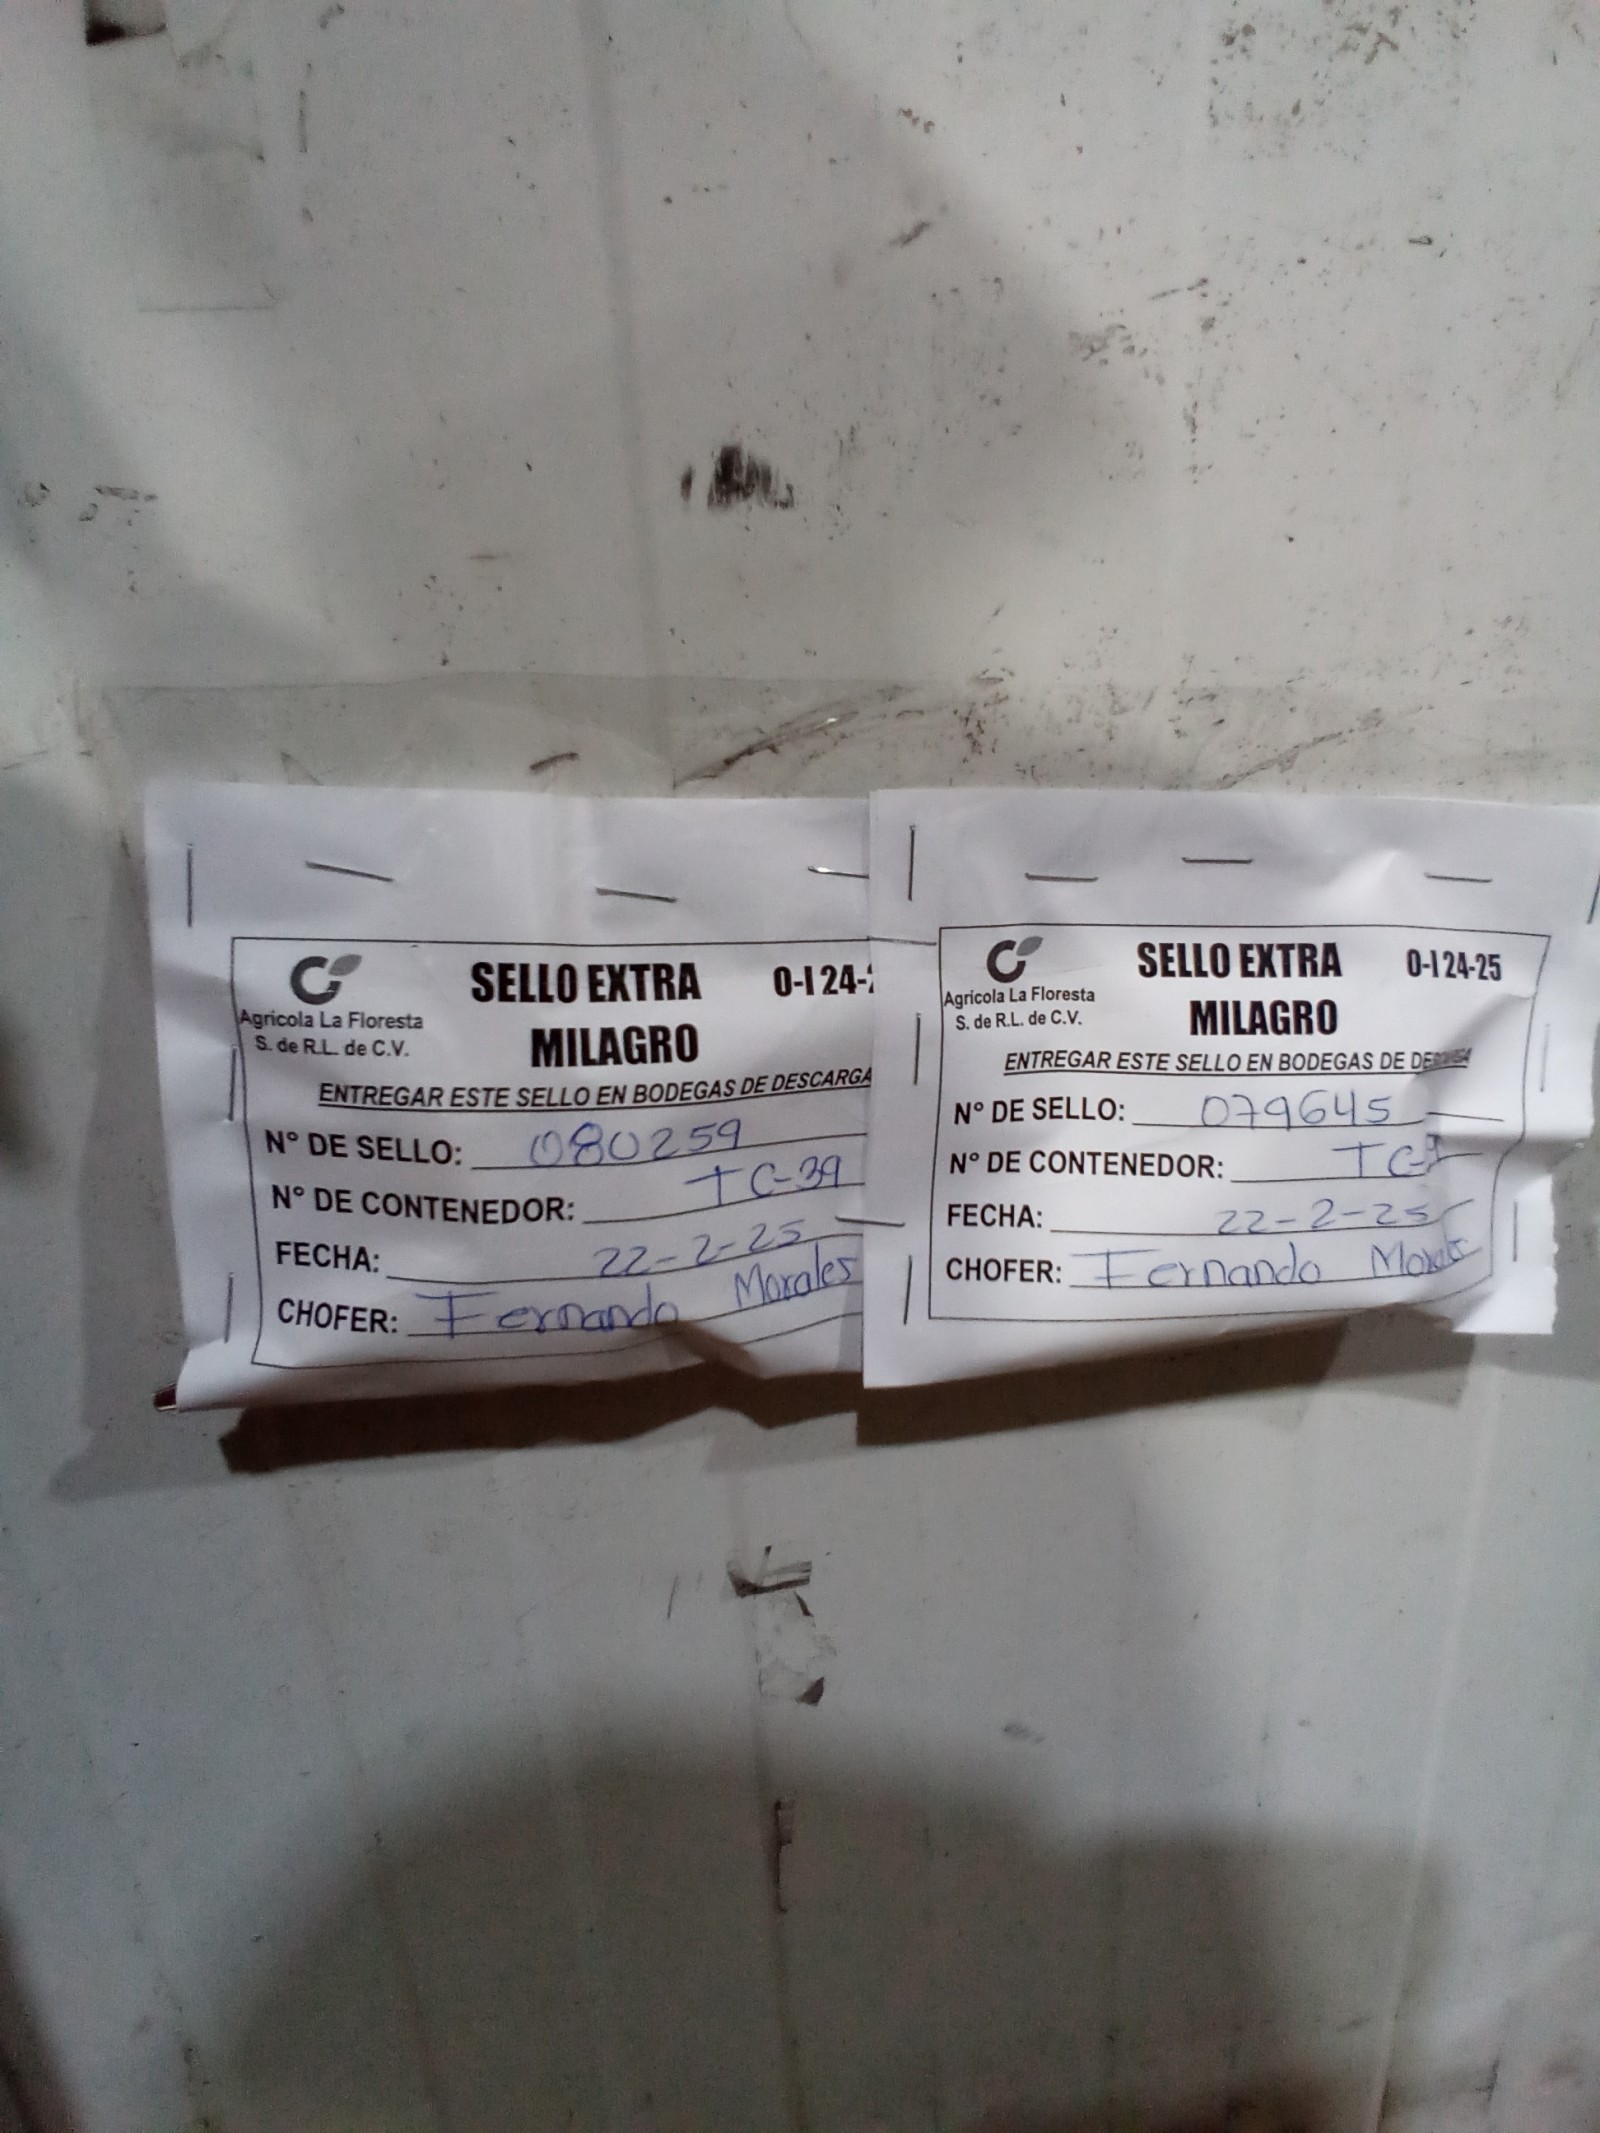 Agricola La Floresta
S. de R.L. de C.V.
SELLO EXTRA 0-I 24-
MILAGRO
ENTREGAR ESTE SELLO EN BODEGAS DE DESCARGA
N° DE SELLO: 080259
N° DE CONTENEDOR: TC-39
FECHA: 22-2-25
CHOFER: Fernando Morales
Agricola La Floresta
S. de R.L. de C.V.
SELLO EXTRA 0-I 24-25
MILAGRO
ENTREGAR ESTE SELLO EN BODEGAS DE DESCARGA
N° DE SELLO: 079645
N° DE CONTENEDOR:
FECHA: 22-2-25
CHOFER: Fernando Morales